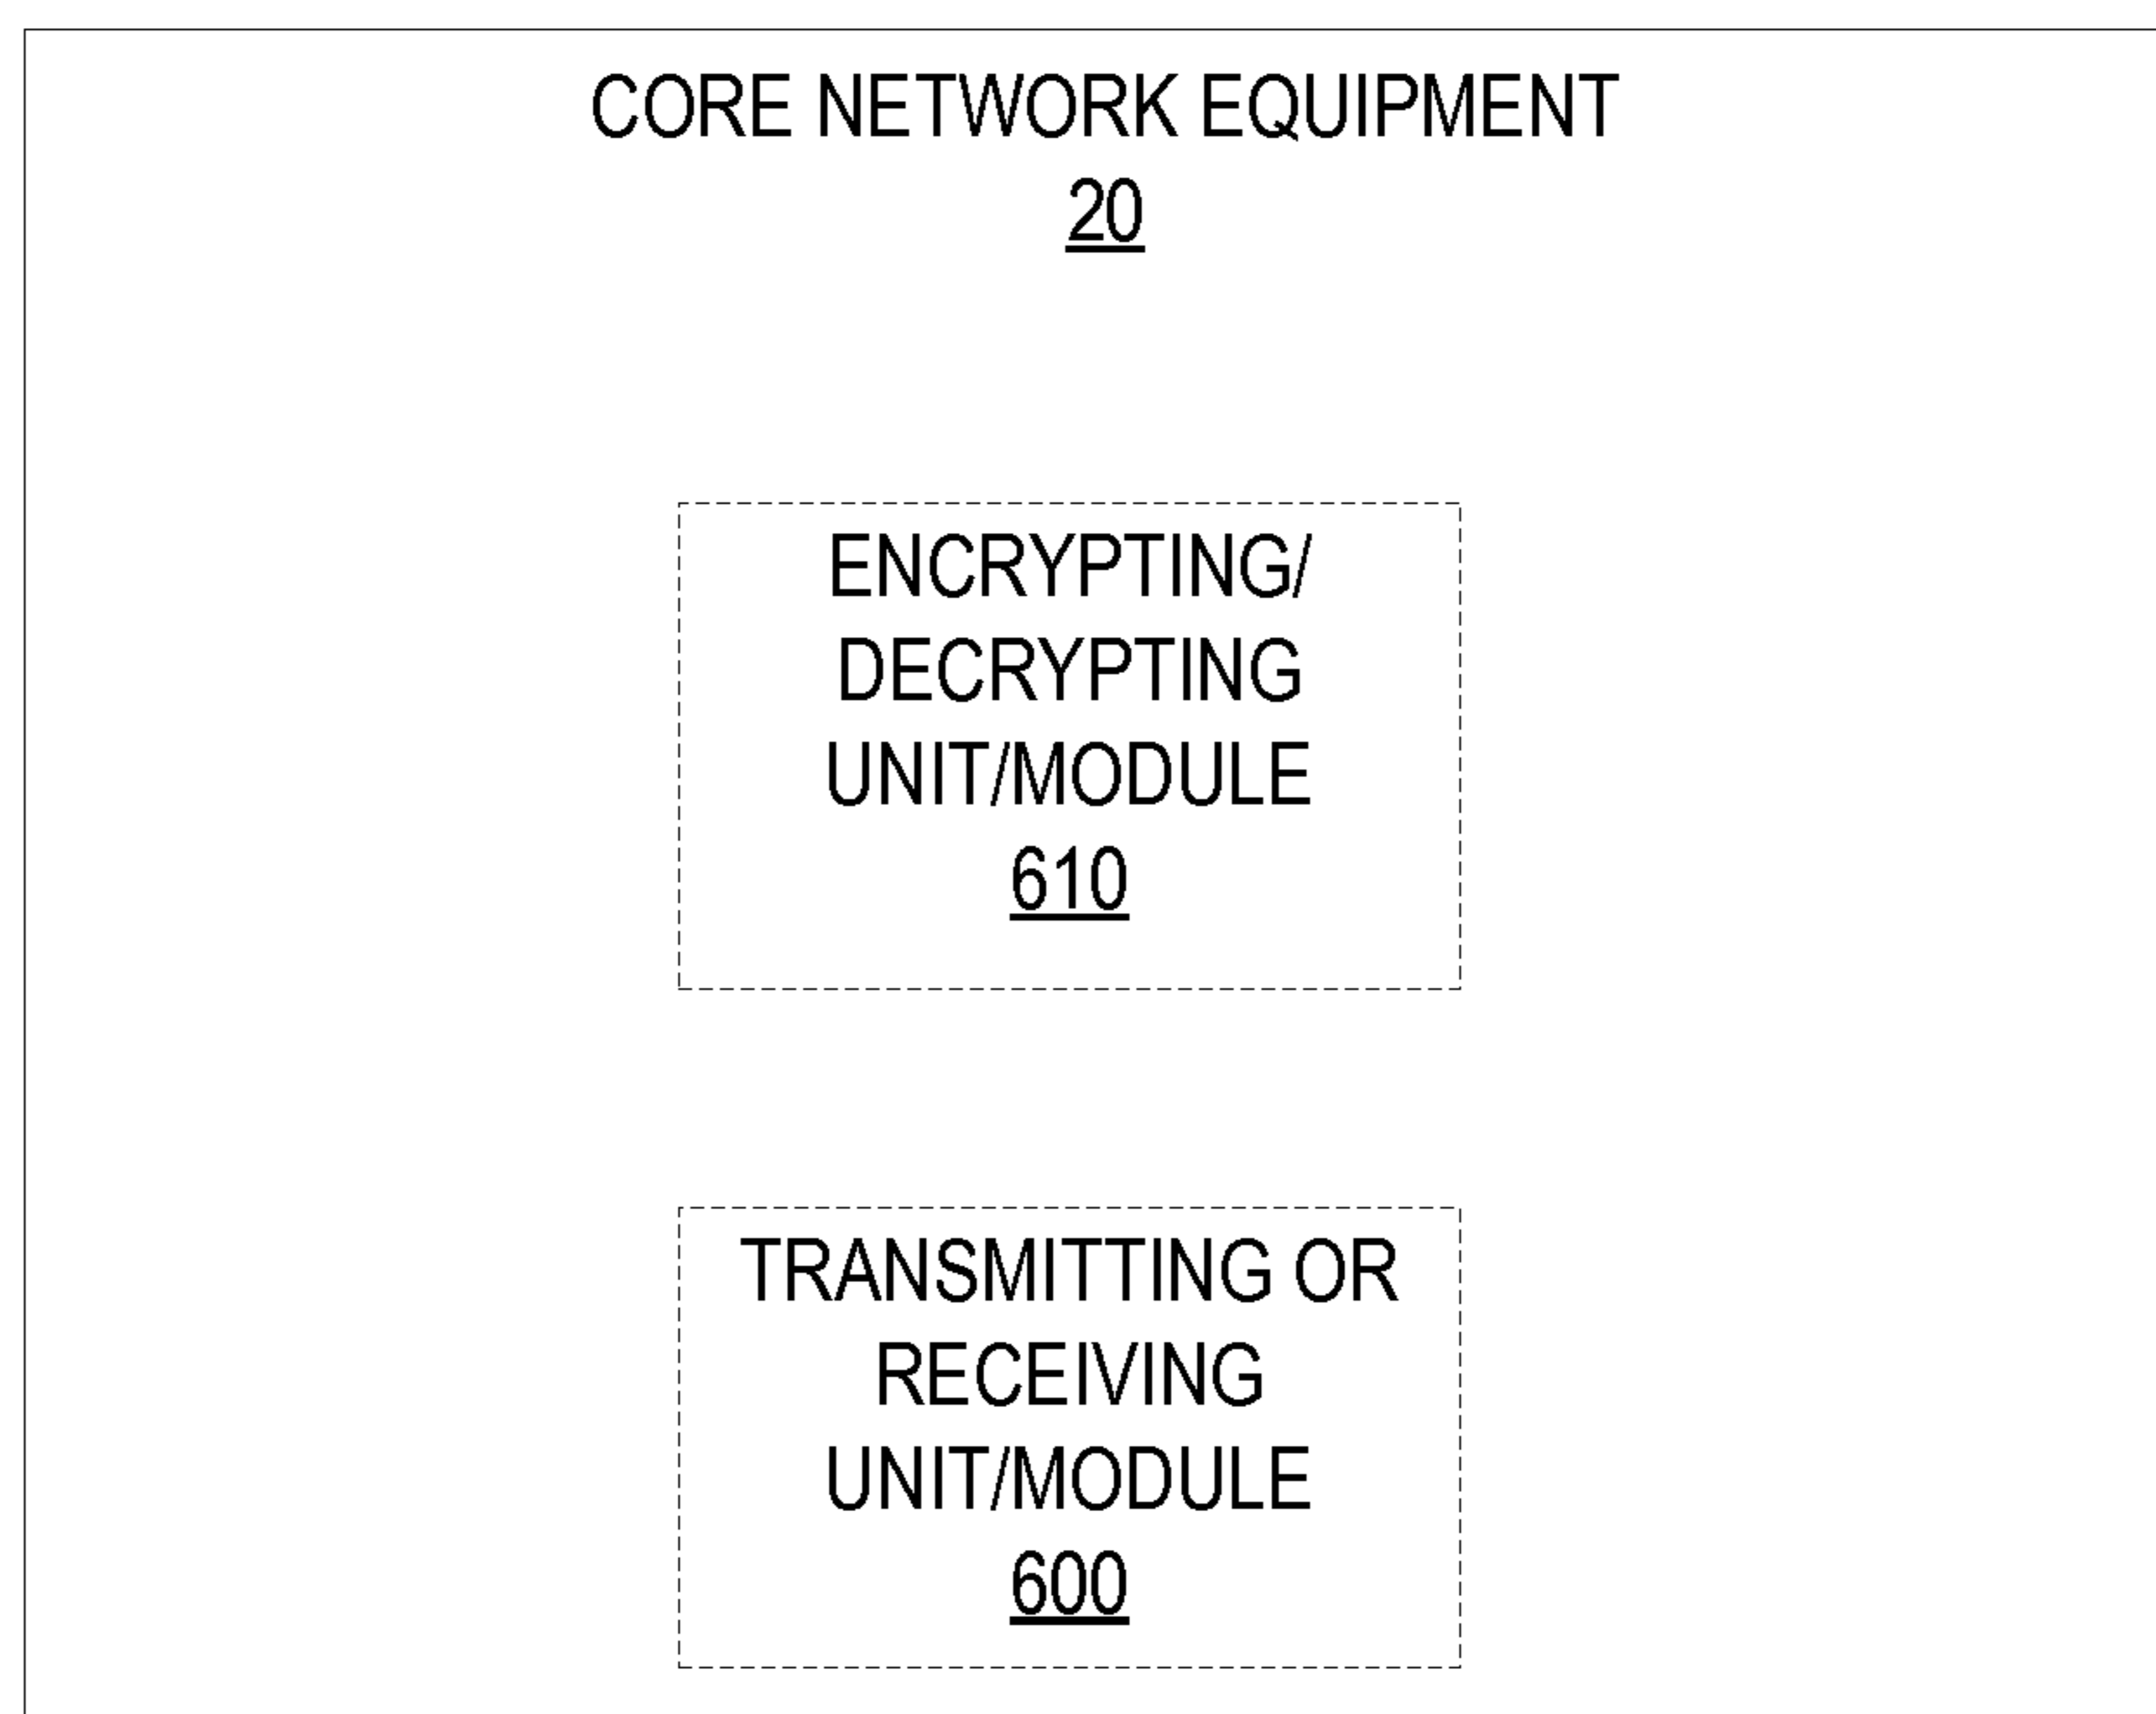 CORE NETWORK EQUIPMENT
20
ENCRYPTING/
DECRYPTING
UNIT/MODULE
610
TRANSMITTING OR
RECEIVING
UNIT/MODULE
600